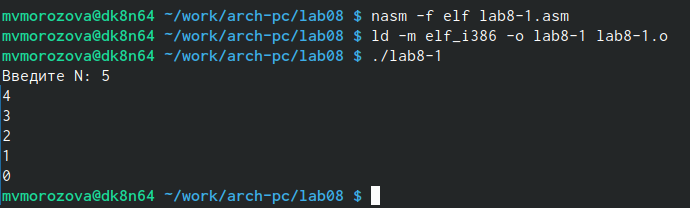 mvmorozova@dk8n64 ~/work/arch-pc/lab08 $ nasm -f elf lab8-1.asm
mvmorozova@dk8n64 ~/work/arch-pc/lab08 $ ld -m elf_i386 -o lab8-1 lab8-1.o
mvmorozova@dk8n64 ~/work/arch-pc/lab08 $ ./lab8-1
Введите N: 5
4
3
2
1
0
mvmorozova@dk8n64 ~/work/arch-pc/lab08 $